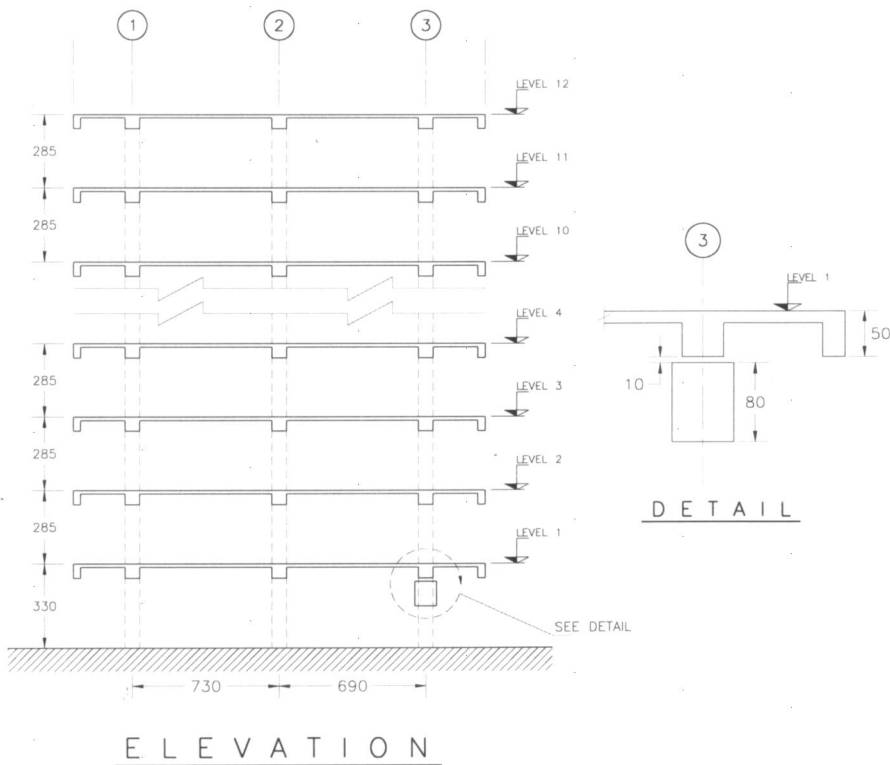 1 2 3
LEVEL 12
285
LEVEL 11
285
LEVEL 10
3
LEVEL 1
LEVEL 4
50
285
10
80
LEVEL 3
285
LEVEL 2
DETAIL
285
LEVEL 1
330
SEE DETAIL
730 690
ELEVATION